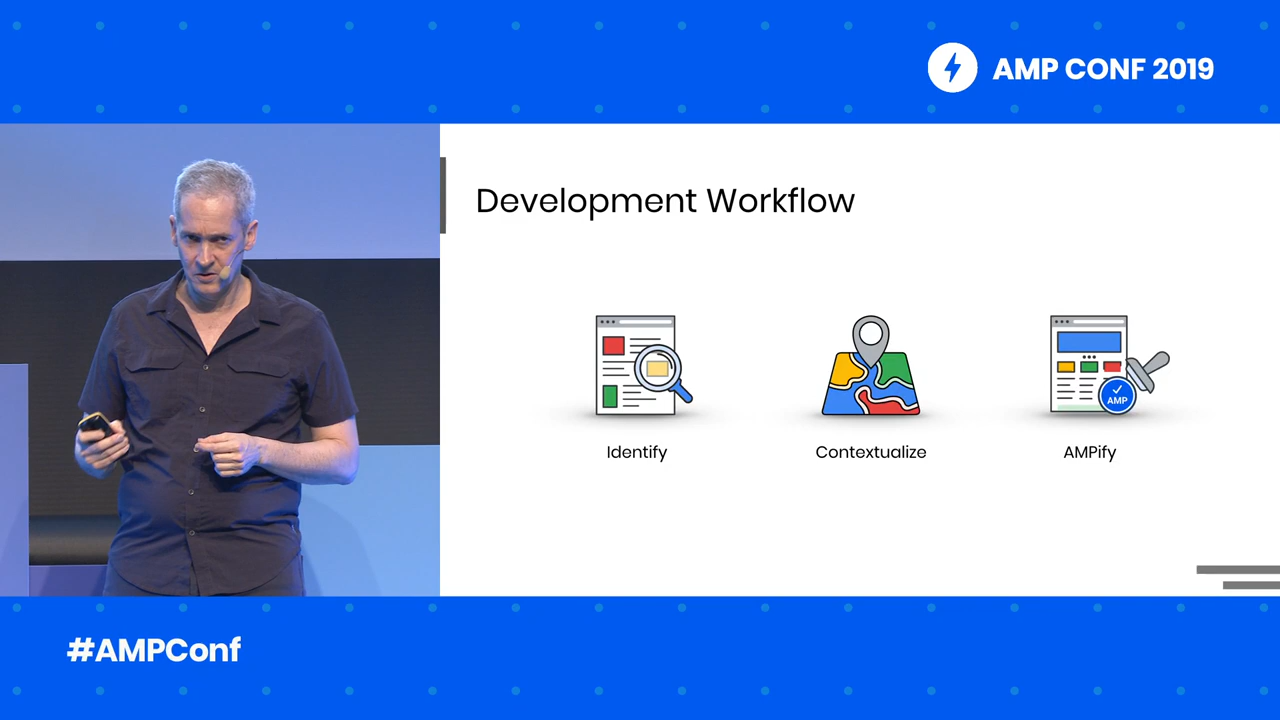 AMP CONF 2019
Development Workflow
AMP
Identify
Contextualize
AMPify
#AMPConf